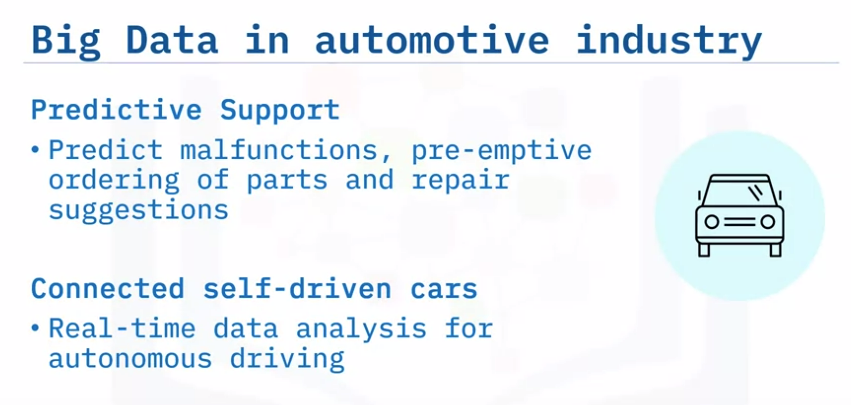 Big Data in automotive industry
Predictive Support
• Predict malfunctions, pre-emptive
ordering of parts and repair
suggestions
Connected self-driven cars
• Real-time data analysis for
autonomous driving